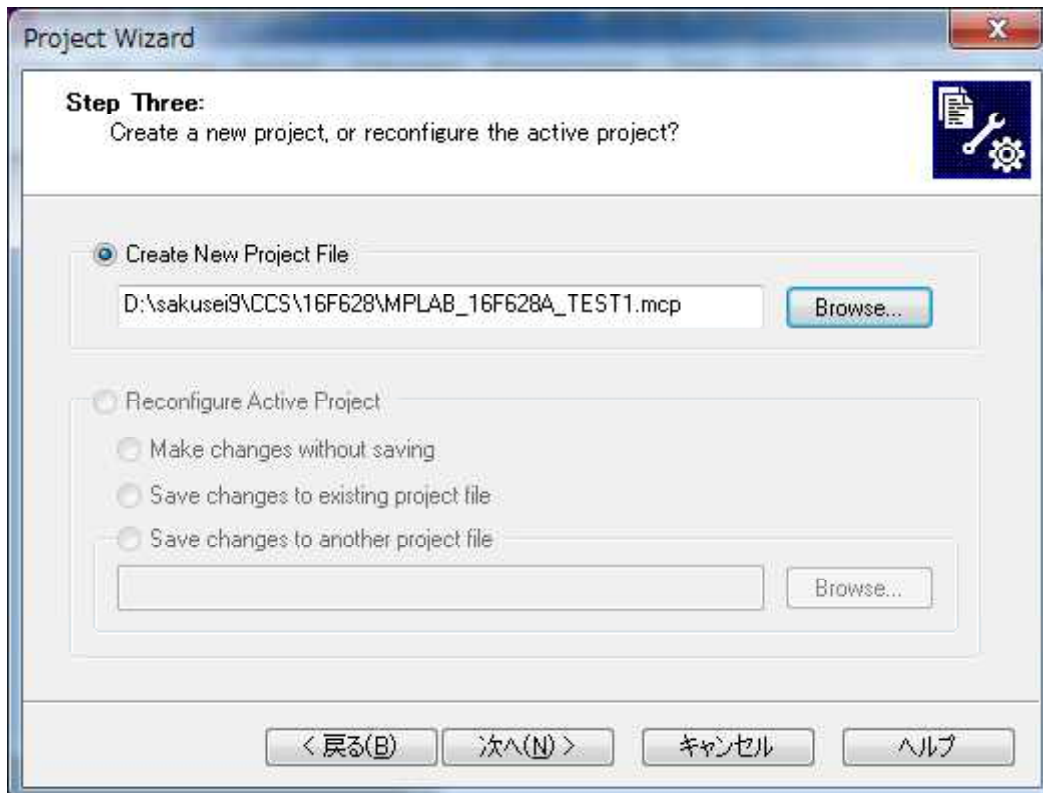 Project Wizard
Step Three:
Create a new project, or reconfigure the active project?
Create New Project File
D:\sakusei9\CCS\16F628\MPLAB_16F628A_TEST1.mcp
Browse...
Reconfigure Active Project
Make changes without saving
Save changes to existing project file
Save changes to another project file
Browse...
< 戻る(B) 次へ(N) > キャンセル ヘルプ